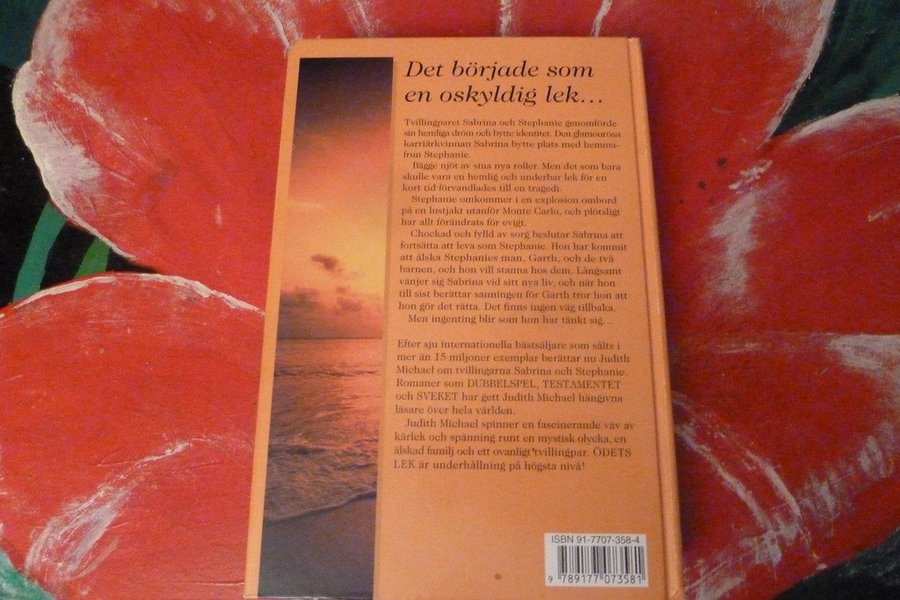 Det började som
en oskyldig lek...
Tvillingparet Sabrina och Stephanie genomförde
sin hemliga dröm och bytte identitet. Den glamourösa
karriärkvinnan Sabrina bytte plats med hemma-
frun Stephanie.
Bägge njöt av sina nya roller. Men det som bara
skulle vara en hemlig och underbar lek för en
kort tid förvandlades till en tragedi.
Stephanie omkommer i en explosion ombord
på en lustjakt utanför Monte Carlo, och plötsligt
har allt förändrats för evigt.
Chockad och fylld av sorg beslutar Sabrina att
fortsätta att leva som Stephanie. Hon har kommit
att älska Stephanies man, Garth, och de två
barnen, och hon vill stanna hos dem. Långsamt
vänjer sig Sabrina vid sitt nya liv, och när hon
till sist berättar sanningen för Garth tror hon att
hon gör det rätta. Det finns ingen väg tillbaka.
Men ingenting blir som hon har tänkt sig...
Efter sju internationella bästsäljare som sålts i
mer än 15 miljoner exemplar berättar nu Judith
Michael om tvillingarna Sabrina och Stephanie.
Romaner som DUBBELSPEL, TESTAMENTET
och SVEKET har gett Judith Michael hängivna
läsare över hela världen.
Judith Michael spinner en fascinerande väv av
kärlek och spänning runt en mystisk olycka, en
älskad familj och ett ovanligt tvillingpar. ÖDETS
LEK är underhållning på högsta nivå!
ISBN 91-7707-358-4
9 789177 073581